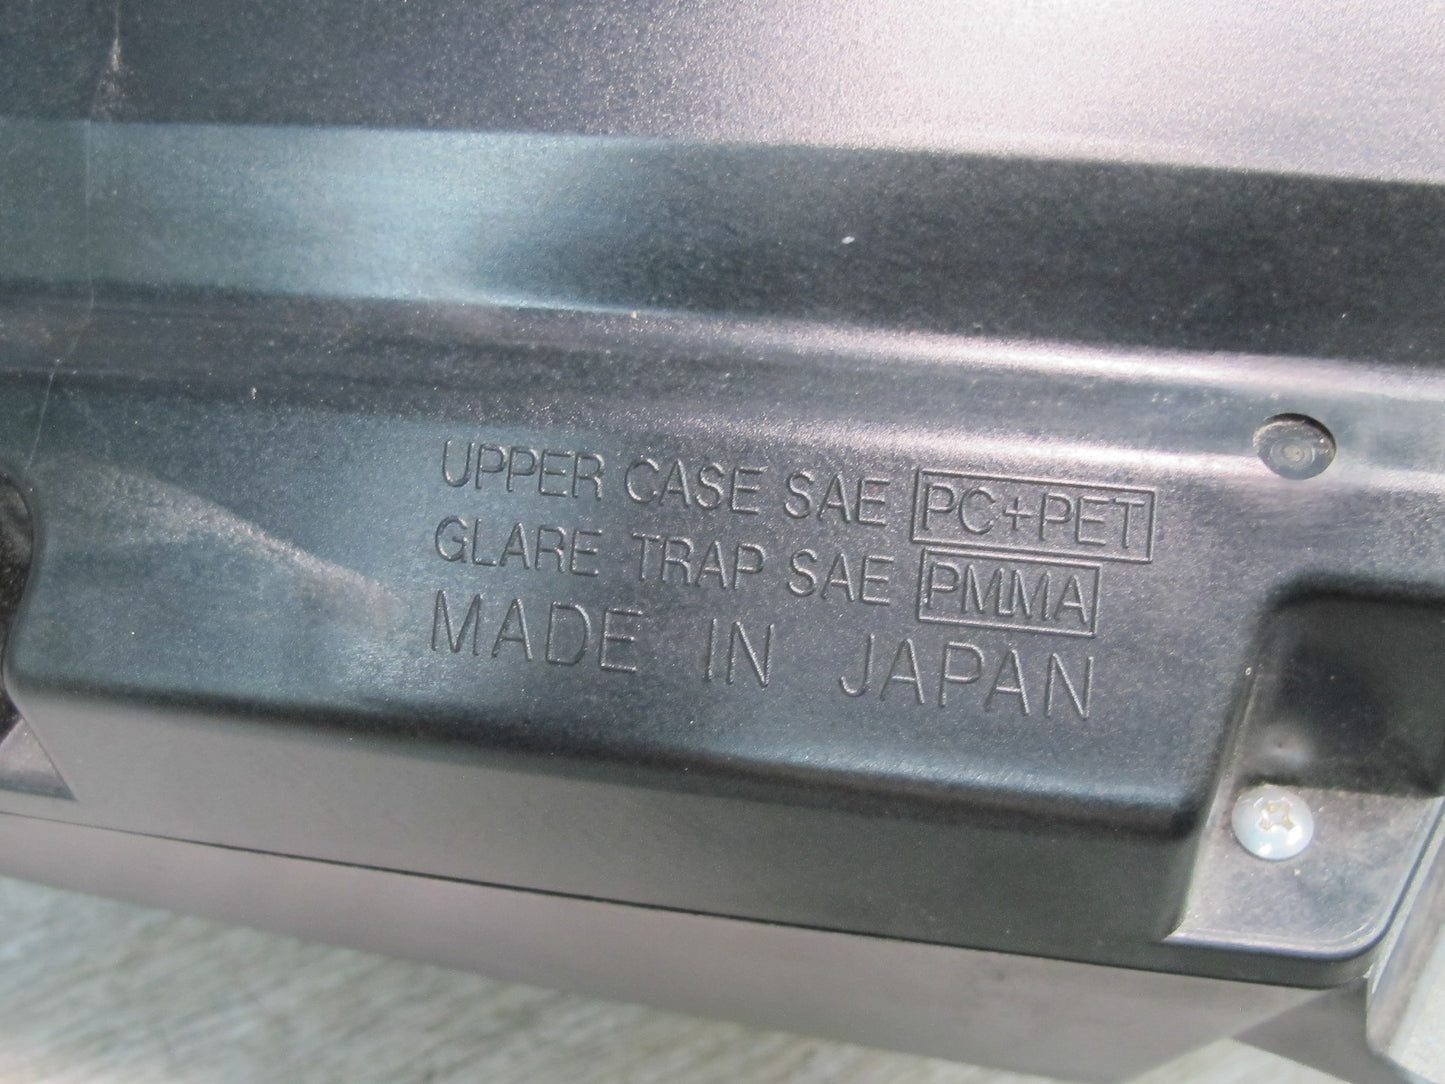 UPPER CASE SAE PC+PET
GLARE TRAP SAE PMMA
MADE IN JAPAN